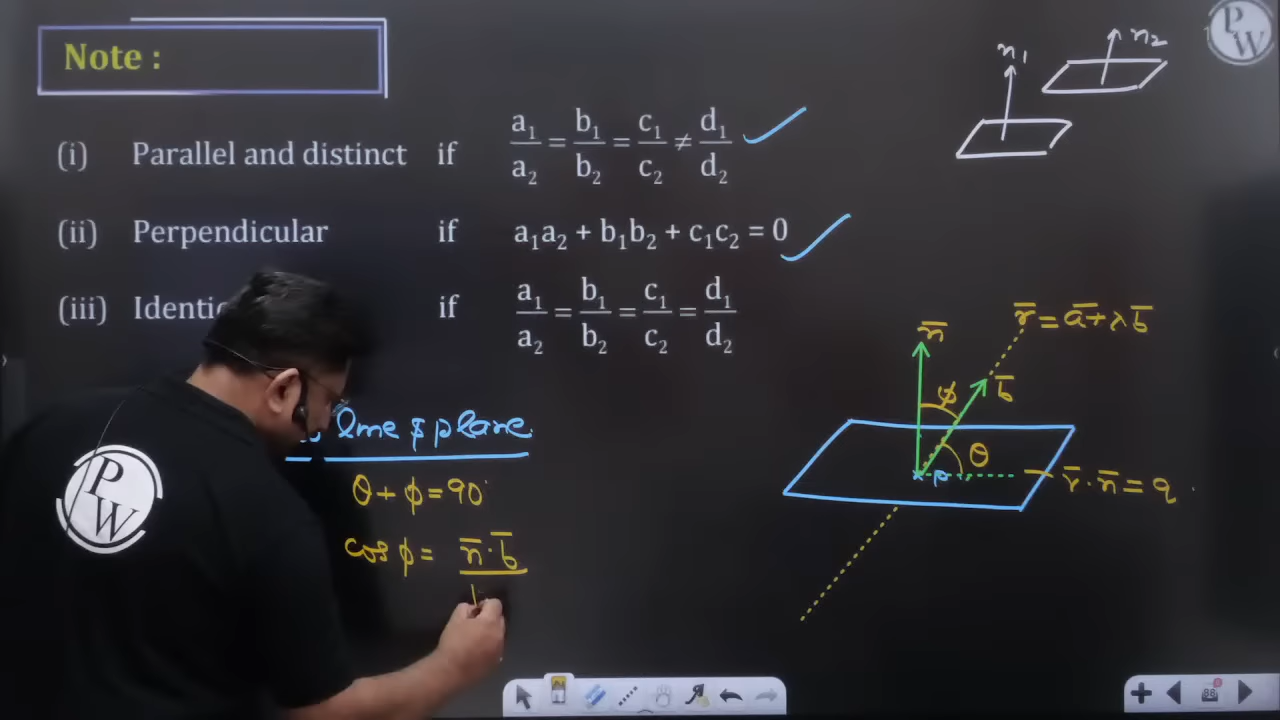 Note :
n₁
n₂
PW
(i) Parallel and distinct if a₁/a₂ = b₁/b₂ = c₁/c₂ ≠ d₁/d₂
(ii) Perpendicular if a₁a₂ + b₁b₂ + c₁c₂ = 0
(iii) if a₁/a₂ = b₁/b₂ = c₁/c₂ = d₁/d₂
n̅
r̅ = a̅ + λb̅
ϕ
b̅
θ
P
r̅·n̅ = q
line & plane
θ + ϕ = 90°
cos ϕ = n̅·b̅
PW
88